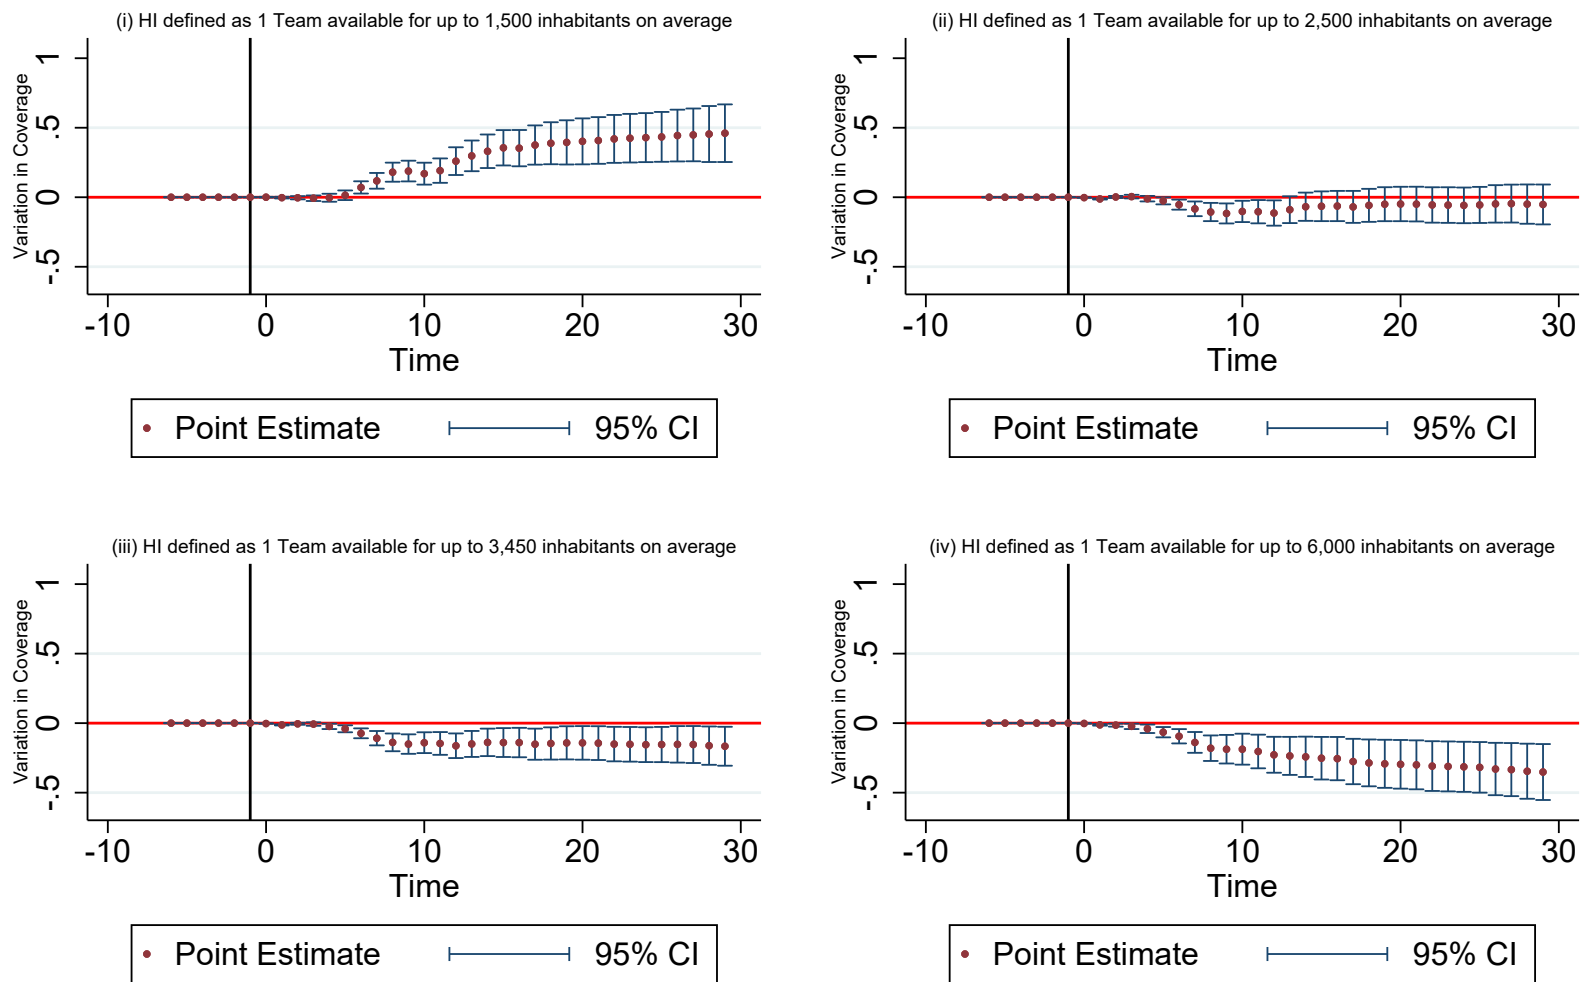 (i) HI defined as 1 Team available for up to 1,500 inhabitants on average
Variation in Coverage
1
.5
0
-.5
-10 0 10 20 30
Time
Point Estimate 95% CI
(ii) HI defined as 1 Team available for up to 2,500 inhabitants on average
Variation in Coverage
1
.5
0
-.5
-10 0 10 20 30
Time
Point Estimate 95% CI
(iii) HI defined as 1 Team available for up to 3,450 inhabitants on average
Variation in Coverage
1
.5
0
-.5
-10 0 10 20 30
Time
Point Estimate 95% CI
(iv) HI defined as 1 Team available for up to 6,000 inhabitants on average
Variation in Coverage
1
.5
0
-.5
-10 0 10 20 30
Time
Point Estimate 95% CI